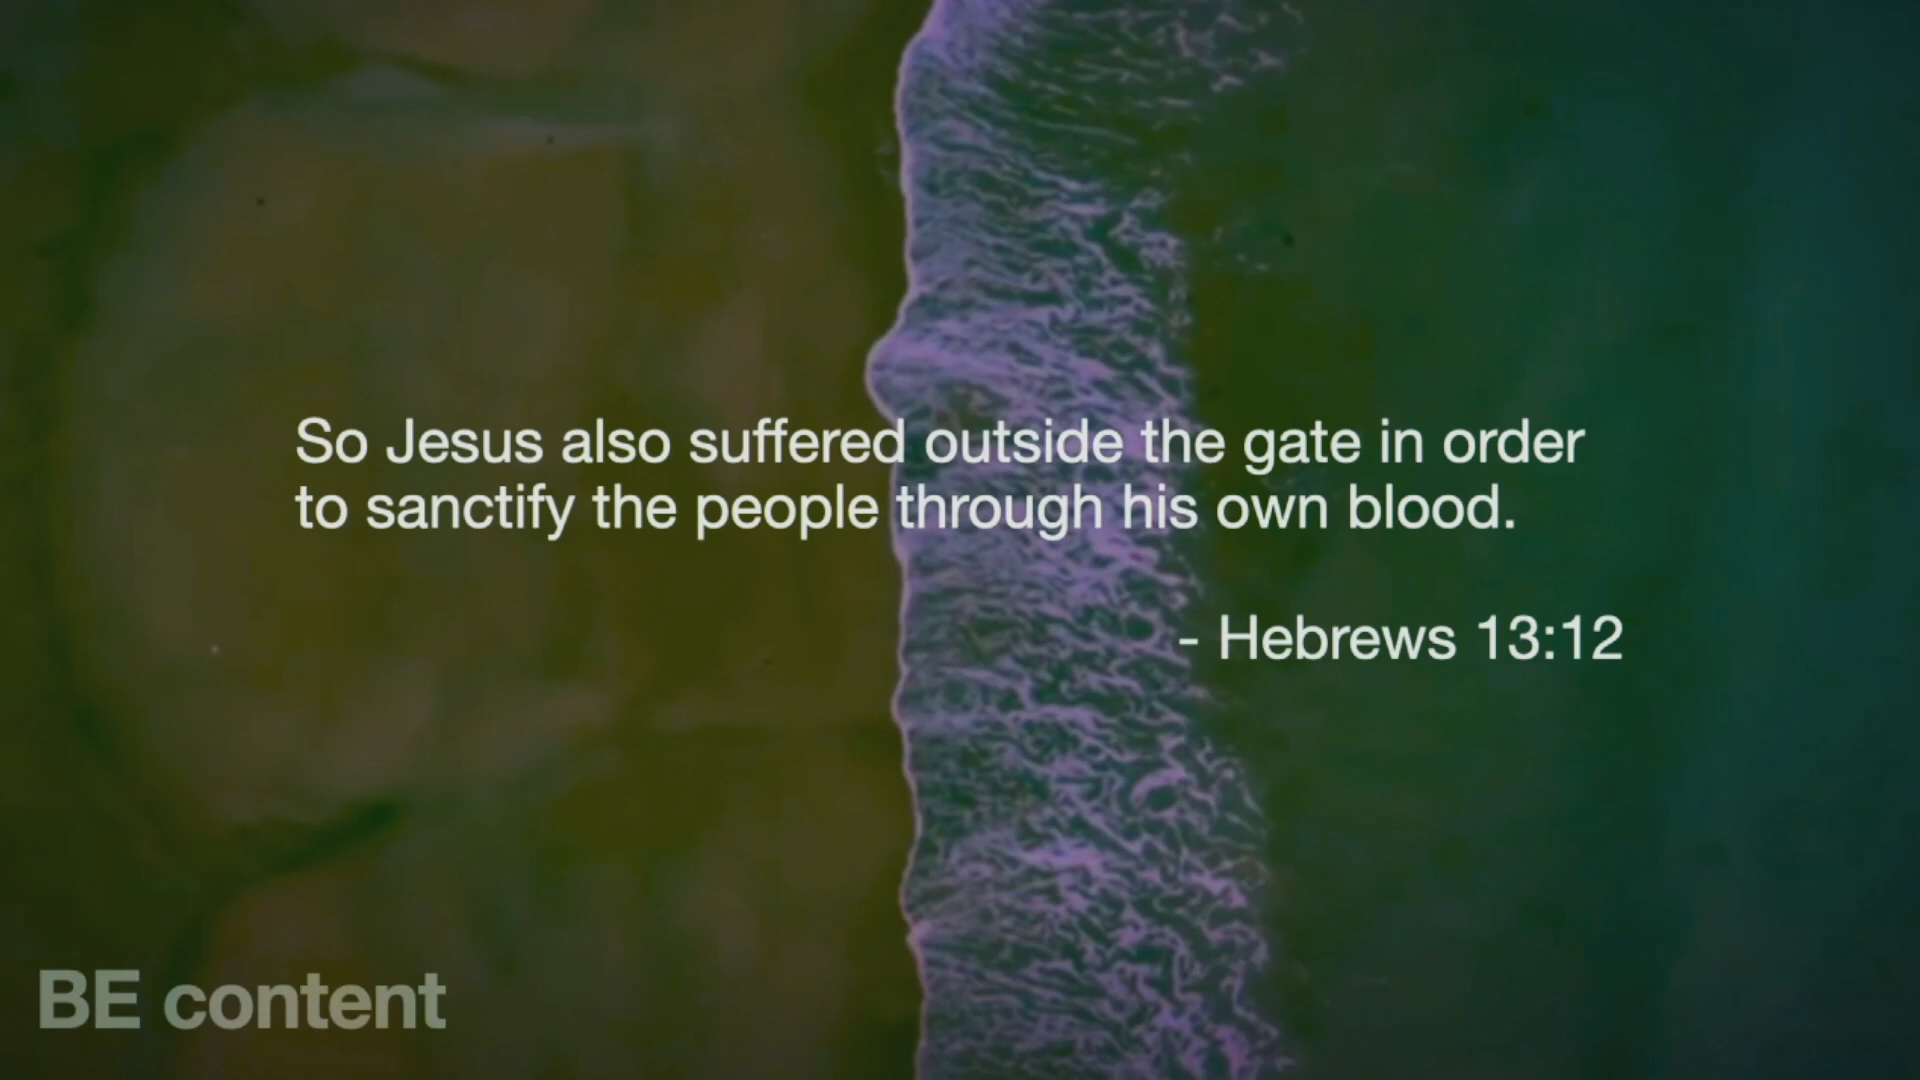 So Jesus also suffered outside the gate in order
to sanctify the people through his own blood.
- Hebrews 13:12
BE content